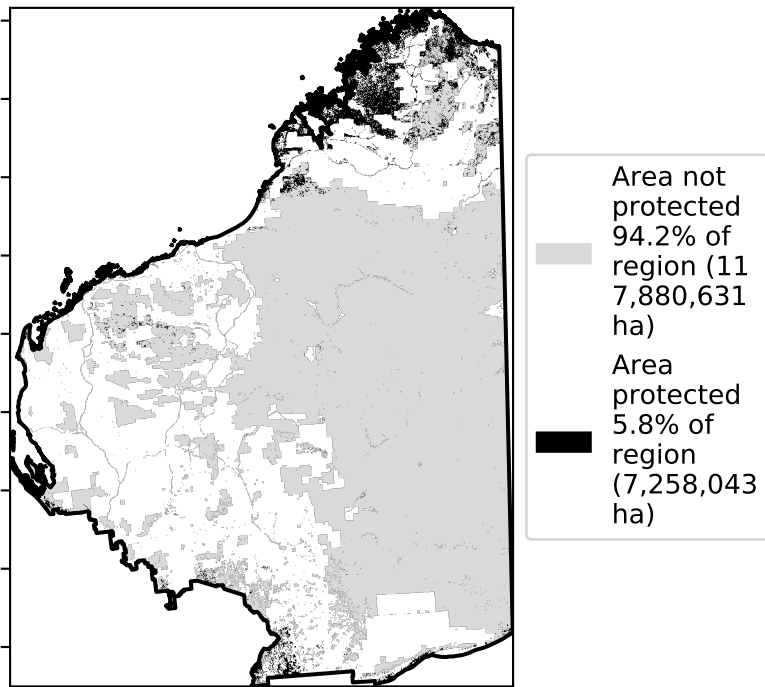 Area not
protected
94.2% of
region (11
7,880,631
ha)
Area
protected
5.8% of
region
(7,258,043
ha)